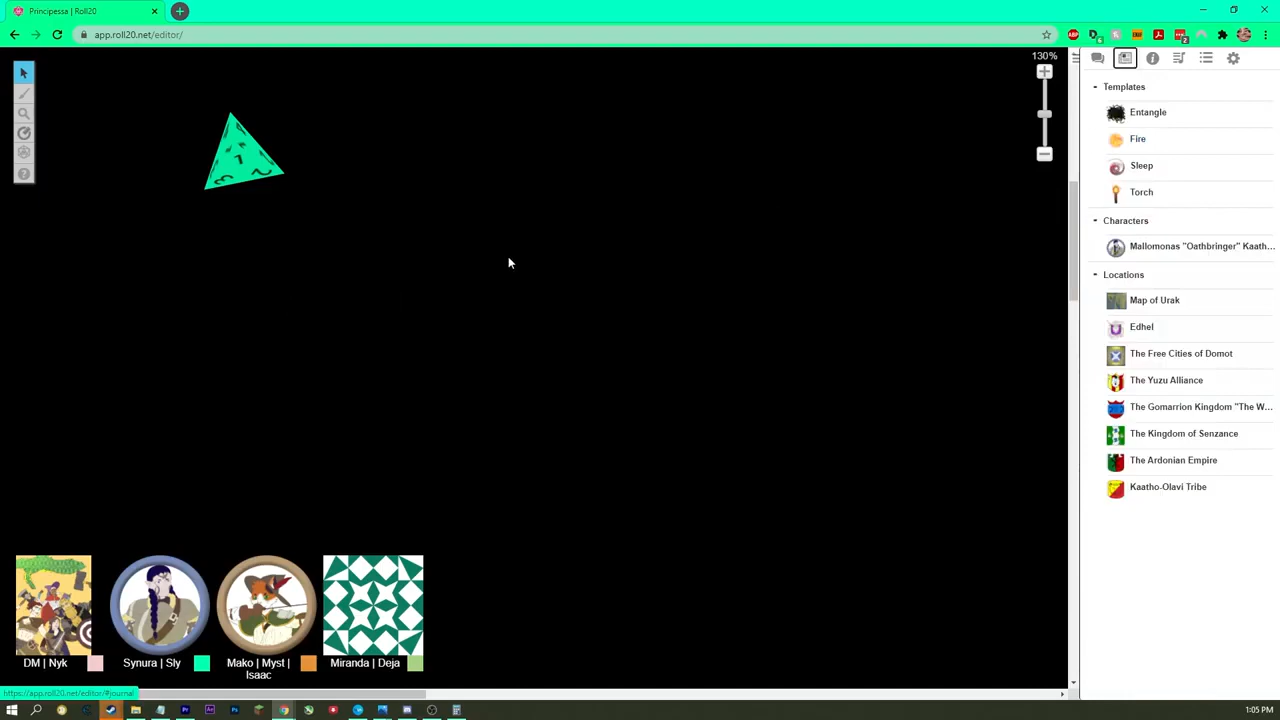 Principessa | Roll20
app.roll20.net/editor/
130%
1
Templates
Entangle
Fire
Sleep
Torch
Characters
Mallomonas "Oathbringer" Kaath...
Locations
Map of Urak
Edhel
The Free Cities of Domot
The Yuzu Alliance
The Gomarrion Kingdom "The W...
The Kingdom of Senzance
The Ardonian Empire
Kaatho-Olavi Tribe
DM | Nyk
Synura | Sly
Mako | Myst |
Isaac
Miranda | Deja
https://app.roll20.net/editor/#journal
1:05 PM